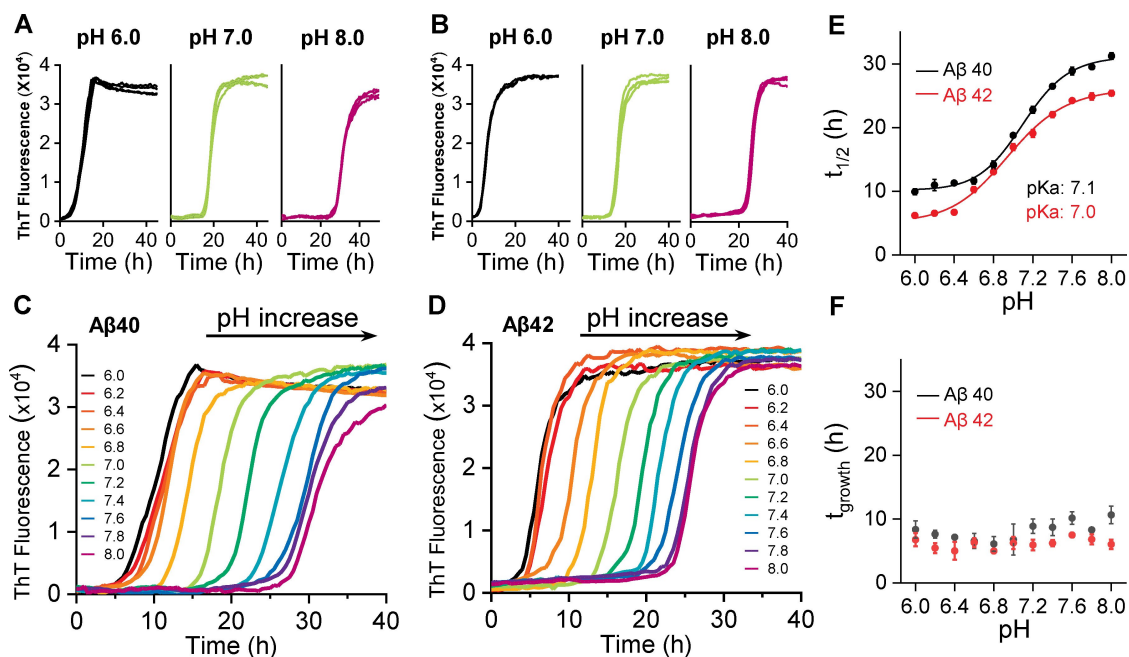 A
pH 6.0
pH 7.0
pH 8.0
ThT Fluorescence (X10⁴)
4
3
2
1
0
0 20 40
0 20 40
0 20 40
Time (h)
Time (h)
Time (h)
B
pH 6.0
pH 7.0
pH 8.0
ThT Fluorescence (X10⁴)
4
3
2
1
0
0 20 40
0 20 40
0 20 40
Time (h)
Time (h)
Time (h)
C
Aβ40
pH increase
ThT Fluorescence (x10⁴)
4
3
2
1
0
6.0
6.2
6.4
6.6
6.8
7.0
7.2
7.4
7.6
7.8
8.0
0 10 20 30 40
Time (h)
D
Aβ42
pH increase
ThT Fluorescence (x10⁴)
4
3
2
1
0
6.0
6.2
6.4
6.6
6.8
7.0
7.2
7.4
7.6
7.8
8.0
0 10 20 30 40
Time (h)
E
t1/2 (h)
30
20
10
0
Aβ 40
Aβ 42
pKa: 7.1
pKa: 7.0
6.0 6.4 6.8 7.2 7.6 8.0
pH
F
tgrowth (h)
30
20
10
0
Aβ 40
Aβ 42
6.0 6.4 6.8 7.2 7.6 8.0
pH